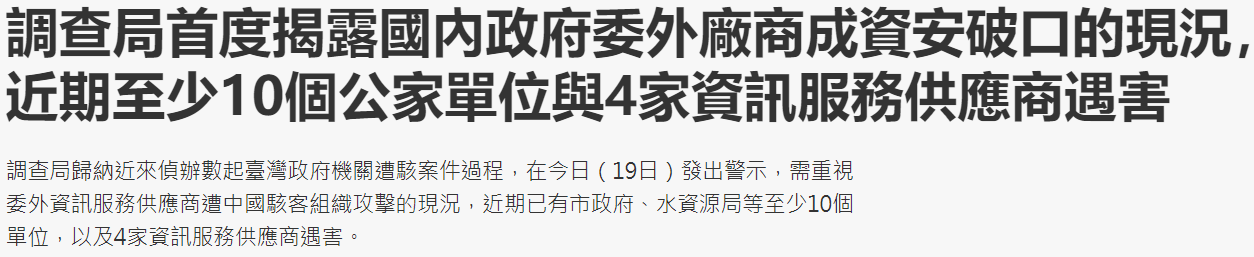 調查局首度揭露國內政府委外廠商成資安破口的現況，
近期至少10個公家單位與4家資訊服務供應商遇害
調查局歸納近來偵辦數起臺灣政府機關遭駭案件過程，在今日（19日）發出警示，需重視
委外資訊服務供應商遭中國駭客組織攻擊的現況，近期已有市政府、水資源局等至少10個
單位，以及4家資訊服務供應商遇害。